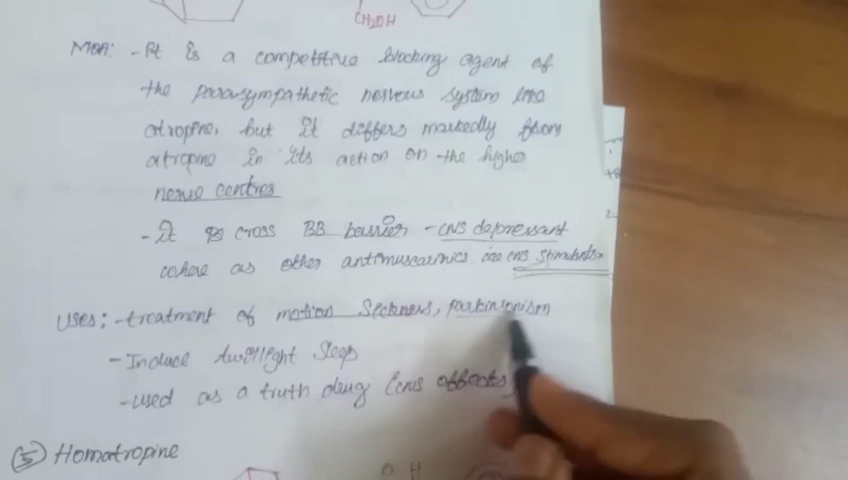 CH2OH
MOA: - It is a competitive blocking agent of
the parasympathetic nervous system like
atropine, but it differs markedly from
atropine in its action on the higher
nerve centres
- It is cross BB barrier - CNS depressant
where as other antimuscarinics are CNS stimulants
Uses: - treatment of motion Sickness, parkinsonism
- Induce twilight Sleep
- used as a truth drug (CNS effects
(5) Homatropine
O H